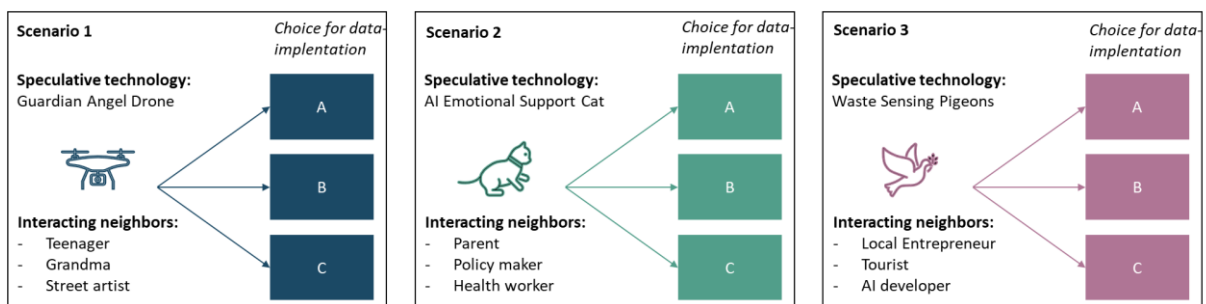 Scenario 1
Choice for data-
implentation
Speculative technology:
Guardian Angel Drone
A
B
C
Interacting neighbors:
- Teenager
- Grandma
- Street artist
Scenario 2
Choice for data-
implentation
Speculative technology:
AI Emotional Support Cat
A
B
C
Interacting neighbors:
- Parent
- Policy maker
- Health worker
Scenario 3
Choice for data-
implentation
Speculative technology:
Waste Sensing Pigeons
A
B
C
Interacting neighbors:
- Local Entrepreneur
- Tourist
- AI developer